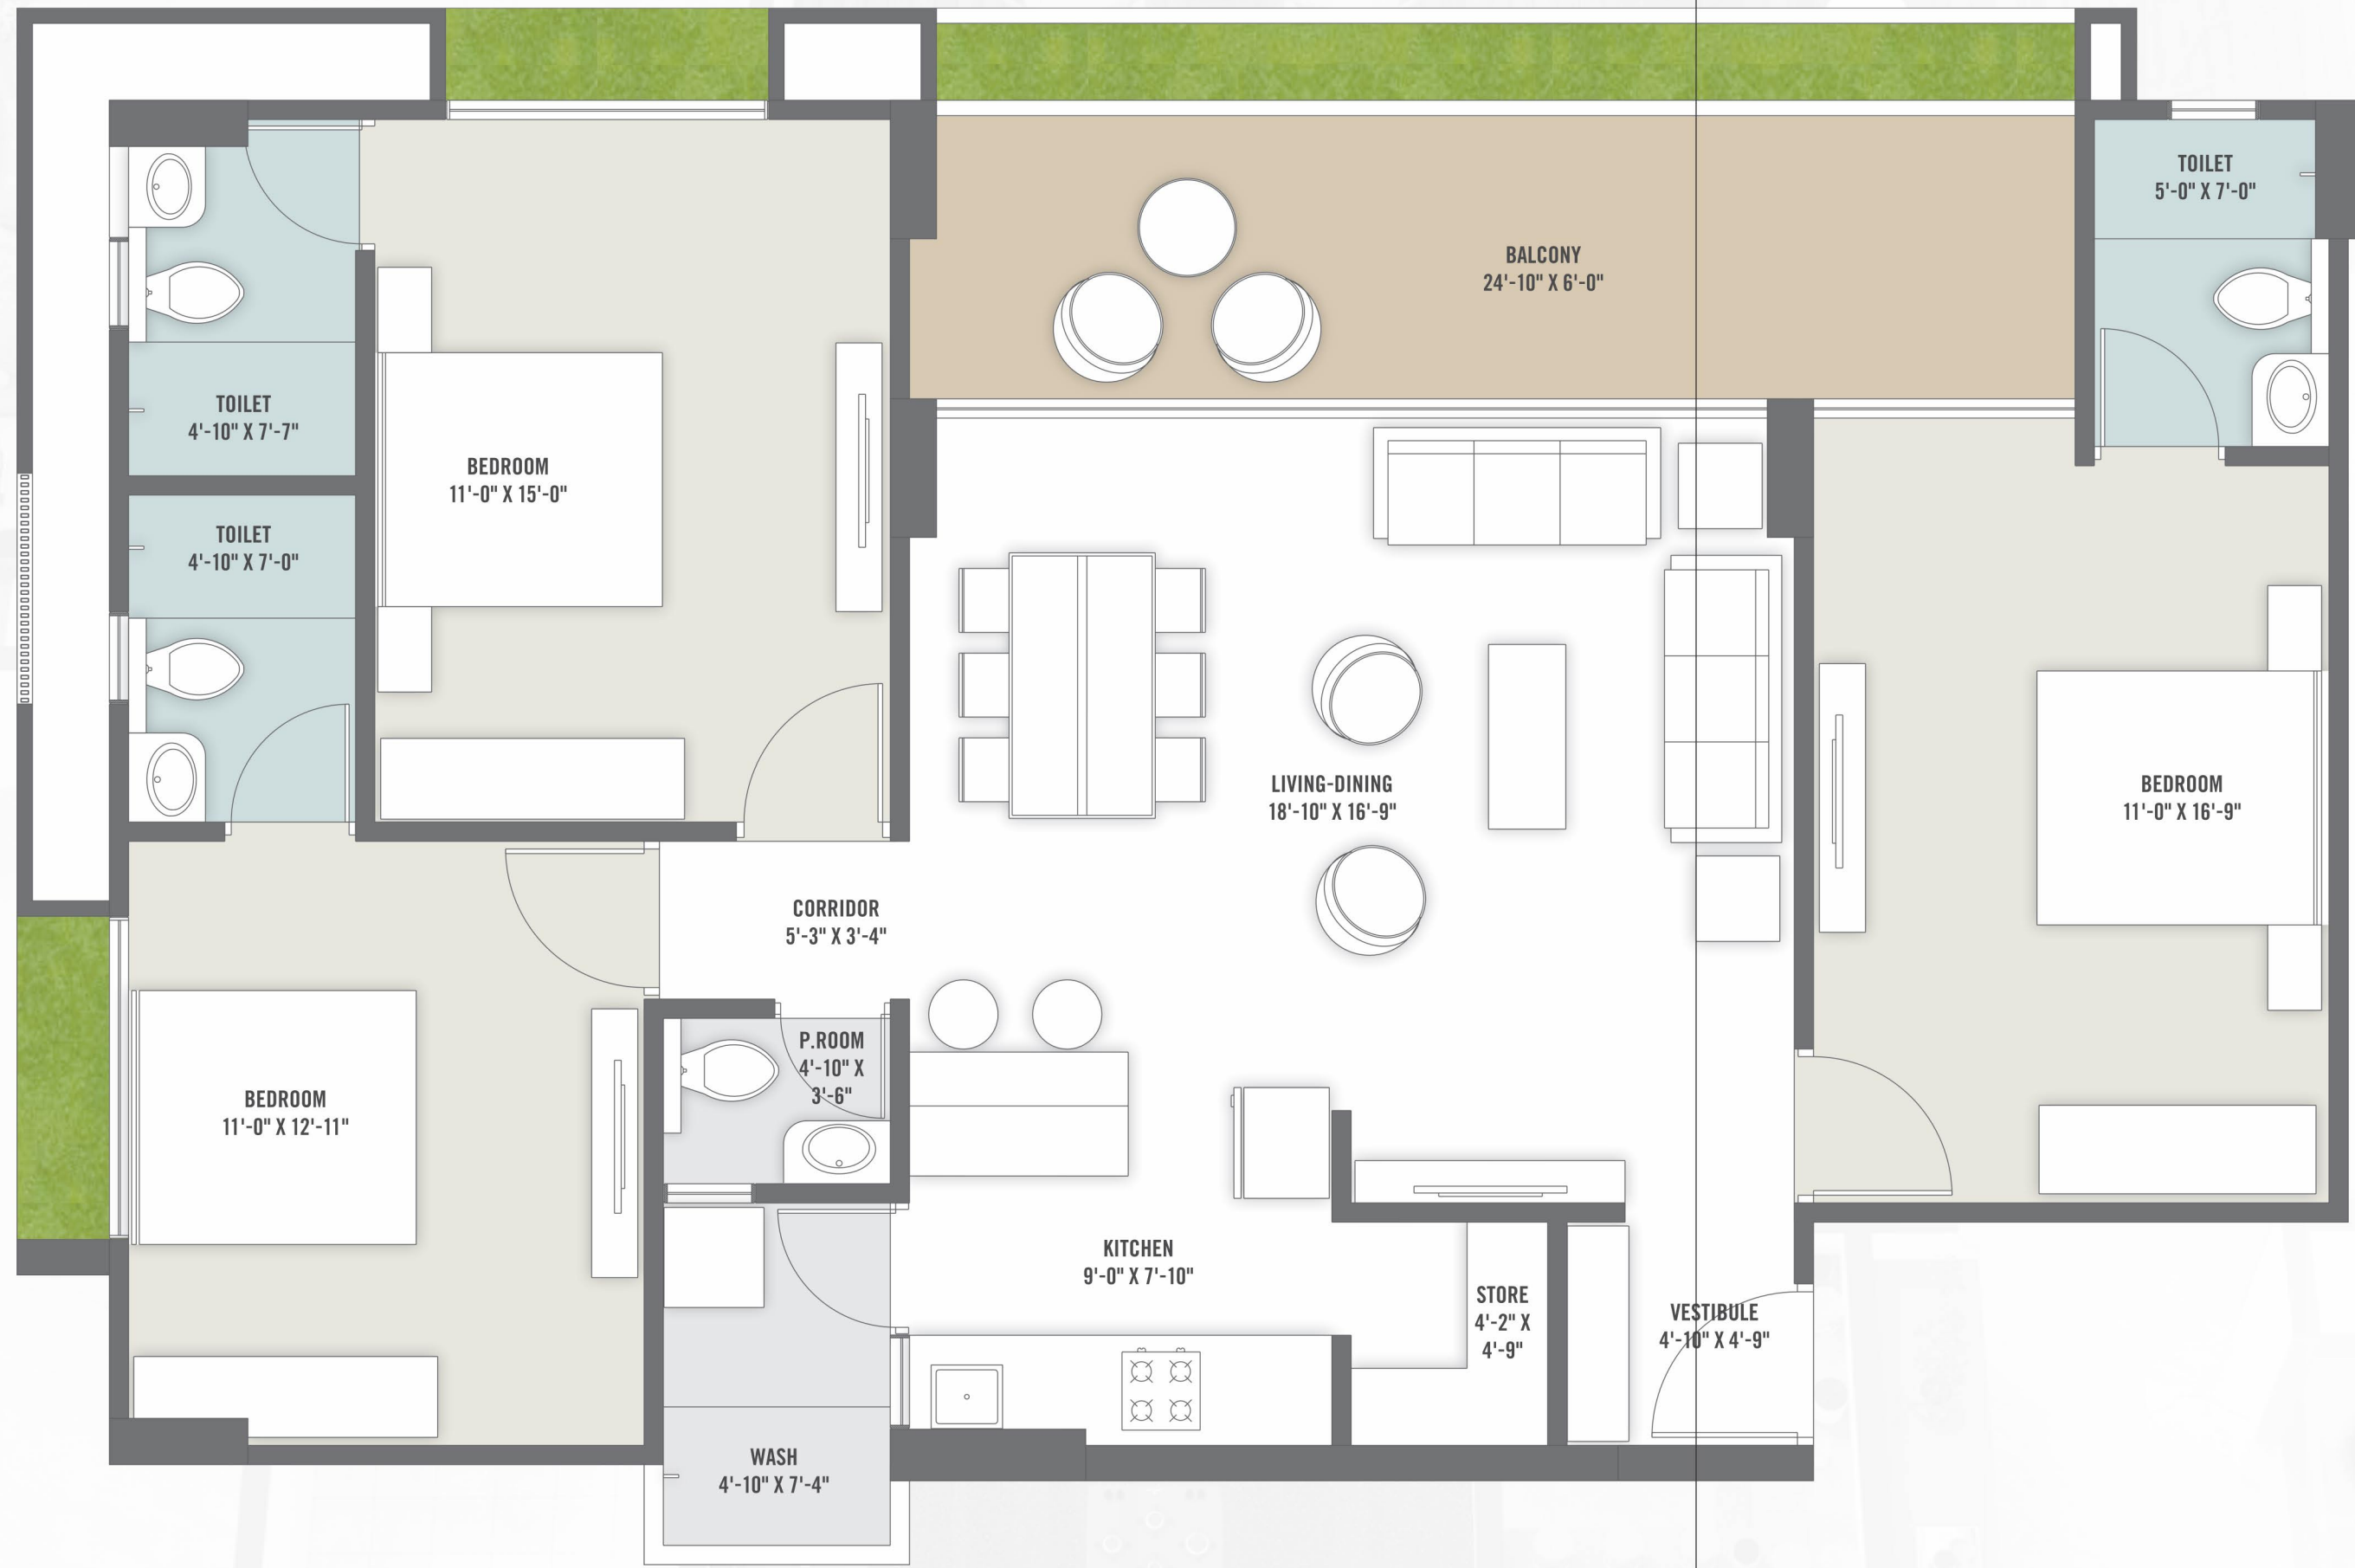 TOILET
5'-0" X 7'-0"
BALCONY
24'-10" X 6'-0"
TOILET
4'-10" X 7'-7"
BEDROOM
11'-0" X 15'-0"
TOILET
4'-10" X 7'-0"
LIVING-DINING
18'-10" X 16'-9"
BEDROOM
11'-0" X 16'-9"
CORRIDOR
5'-3" X 3'-4"
P.ROOM
4'-10" X
3'-6"
BEDROOM
11'-0" X 12'-11"
KITCHEN
9'-0" X 7'-10"
STORE
4'-2" X
4'-9"
VESTIBULE
4'-10" X 4'-9"
WASH
4'-10" X 7'-4"